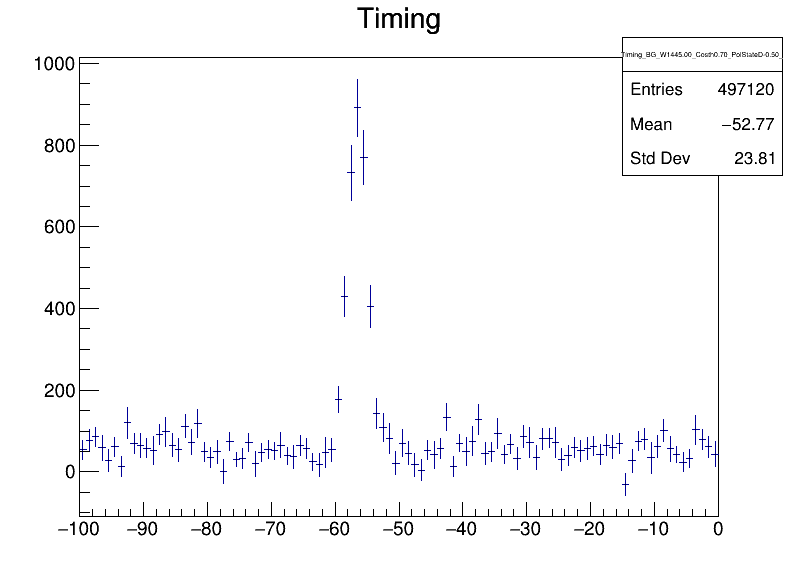 Timing
Timing_BG_W1445.00_Costh0.70_PolStateD-0.50_
Entries 497120
Mean −52.77
Std Dev 23.81
1000
800
600
400
200
0
−100 −90 −80 −70 −60 −50 −40 −30 −20 −10 0